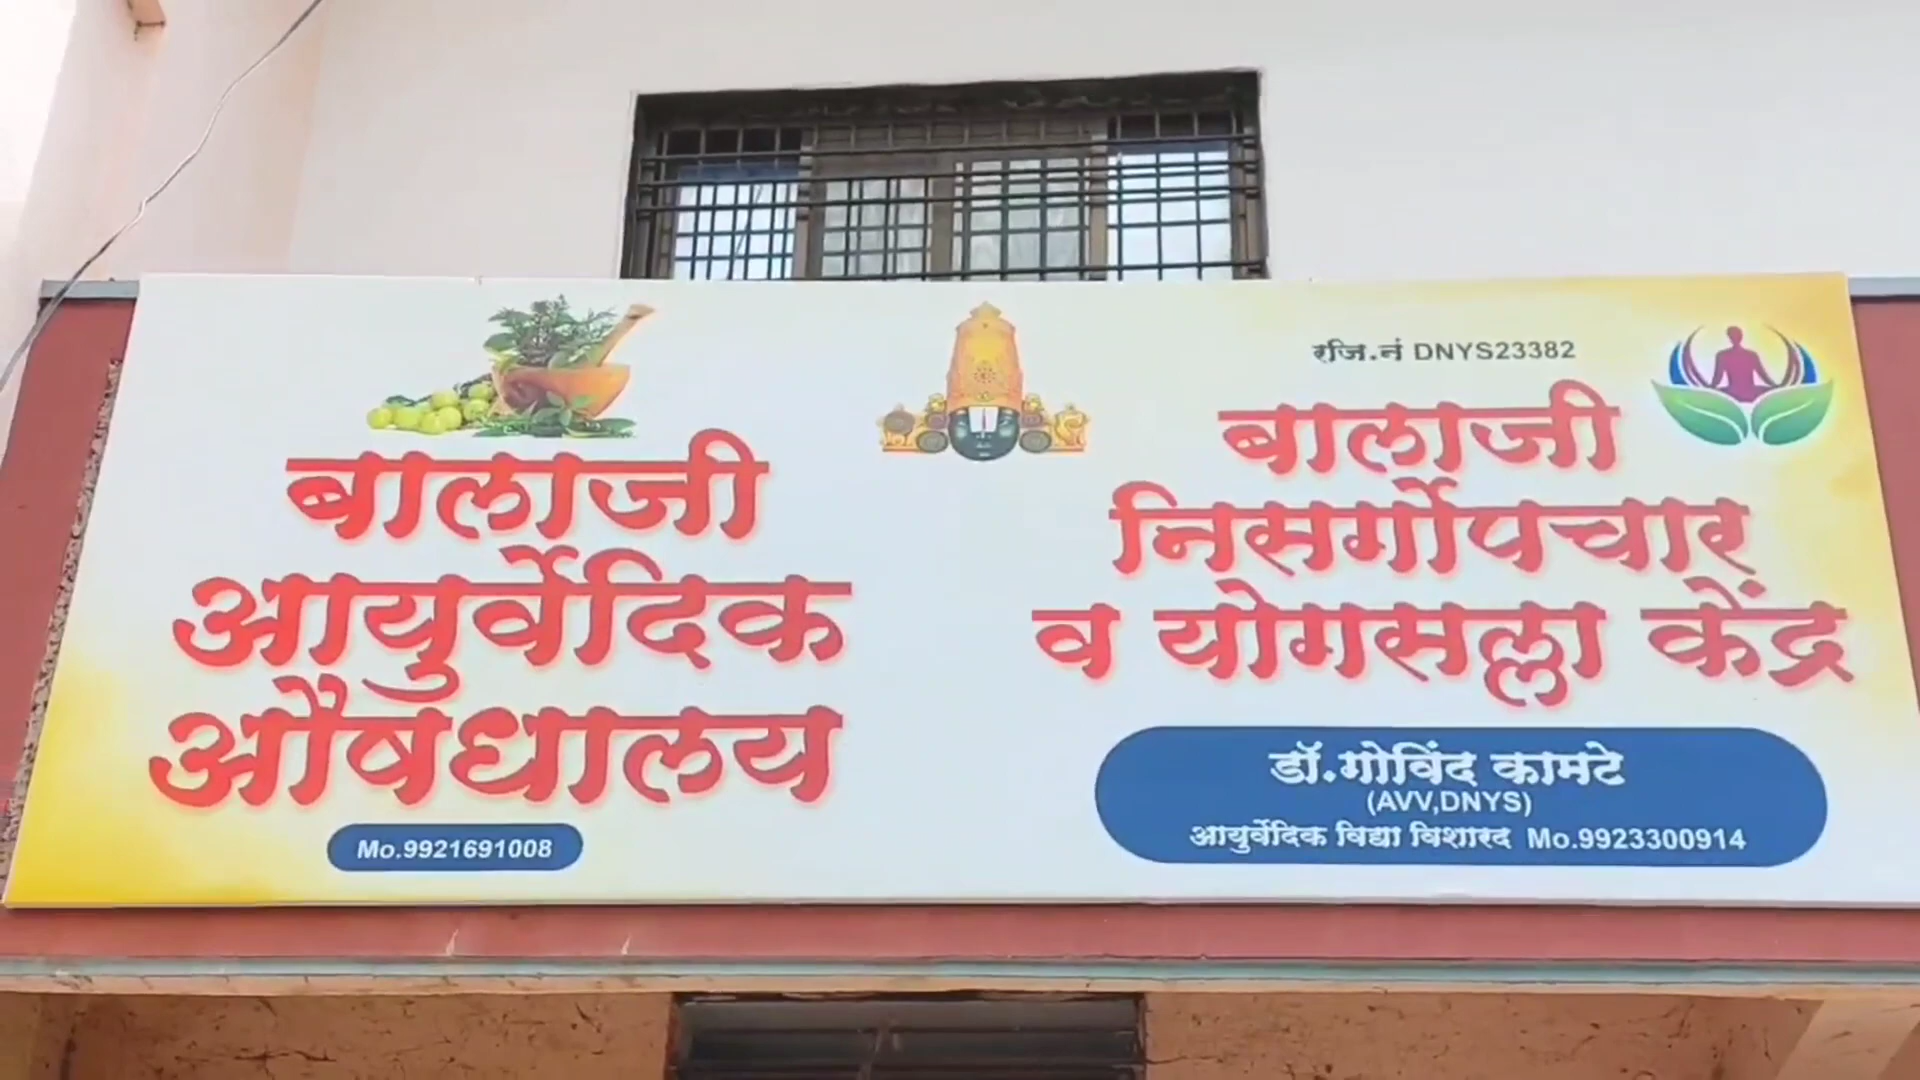 बालाजी
आयुर्वेदिक
औषधालय
Mo.9921691008
रजि.नं DNYS23382
बालाजी
निसर्गोपचार
व योगसल्ला केंद्र
डॉ.गोविंद कामटे
(AVV,DNYS)
आयुर्वेदिक विद्या विशारद Mo.9923300914